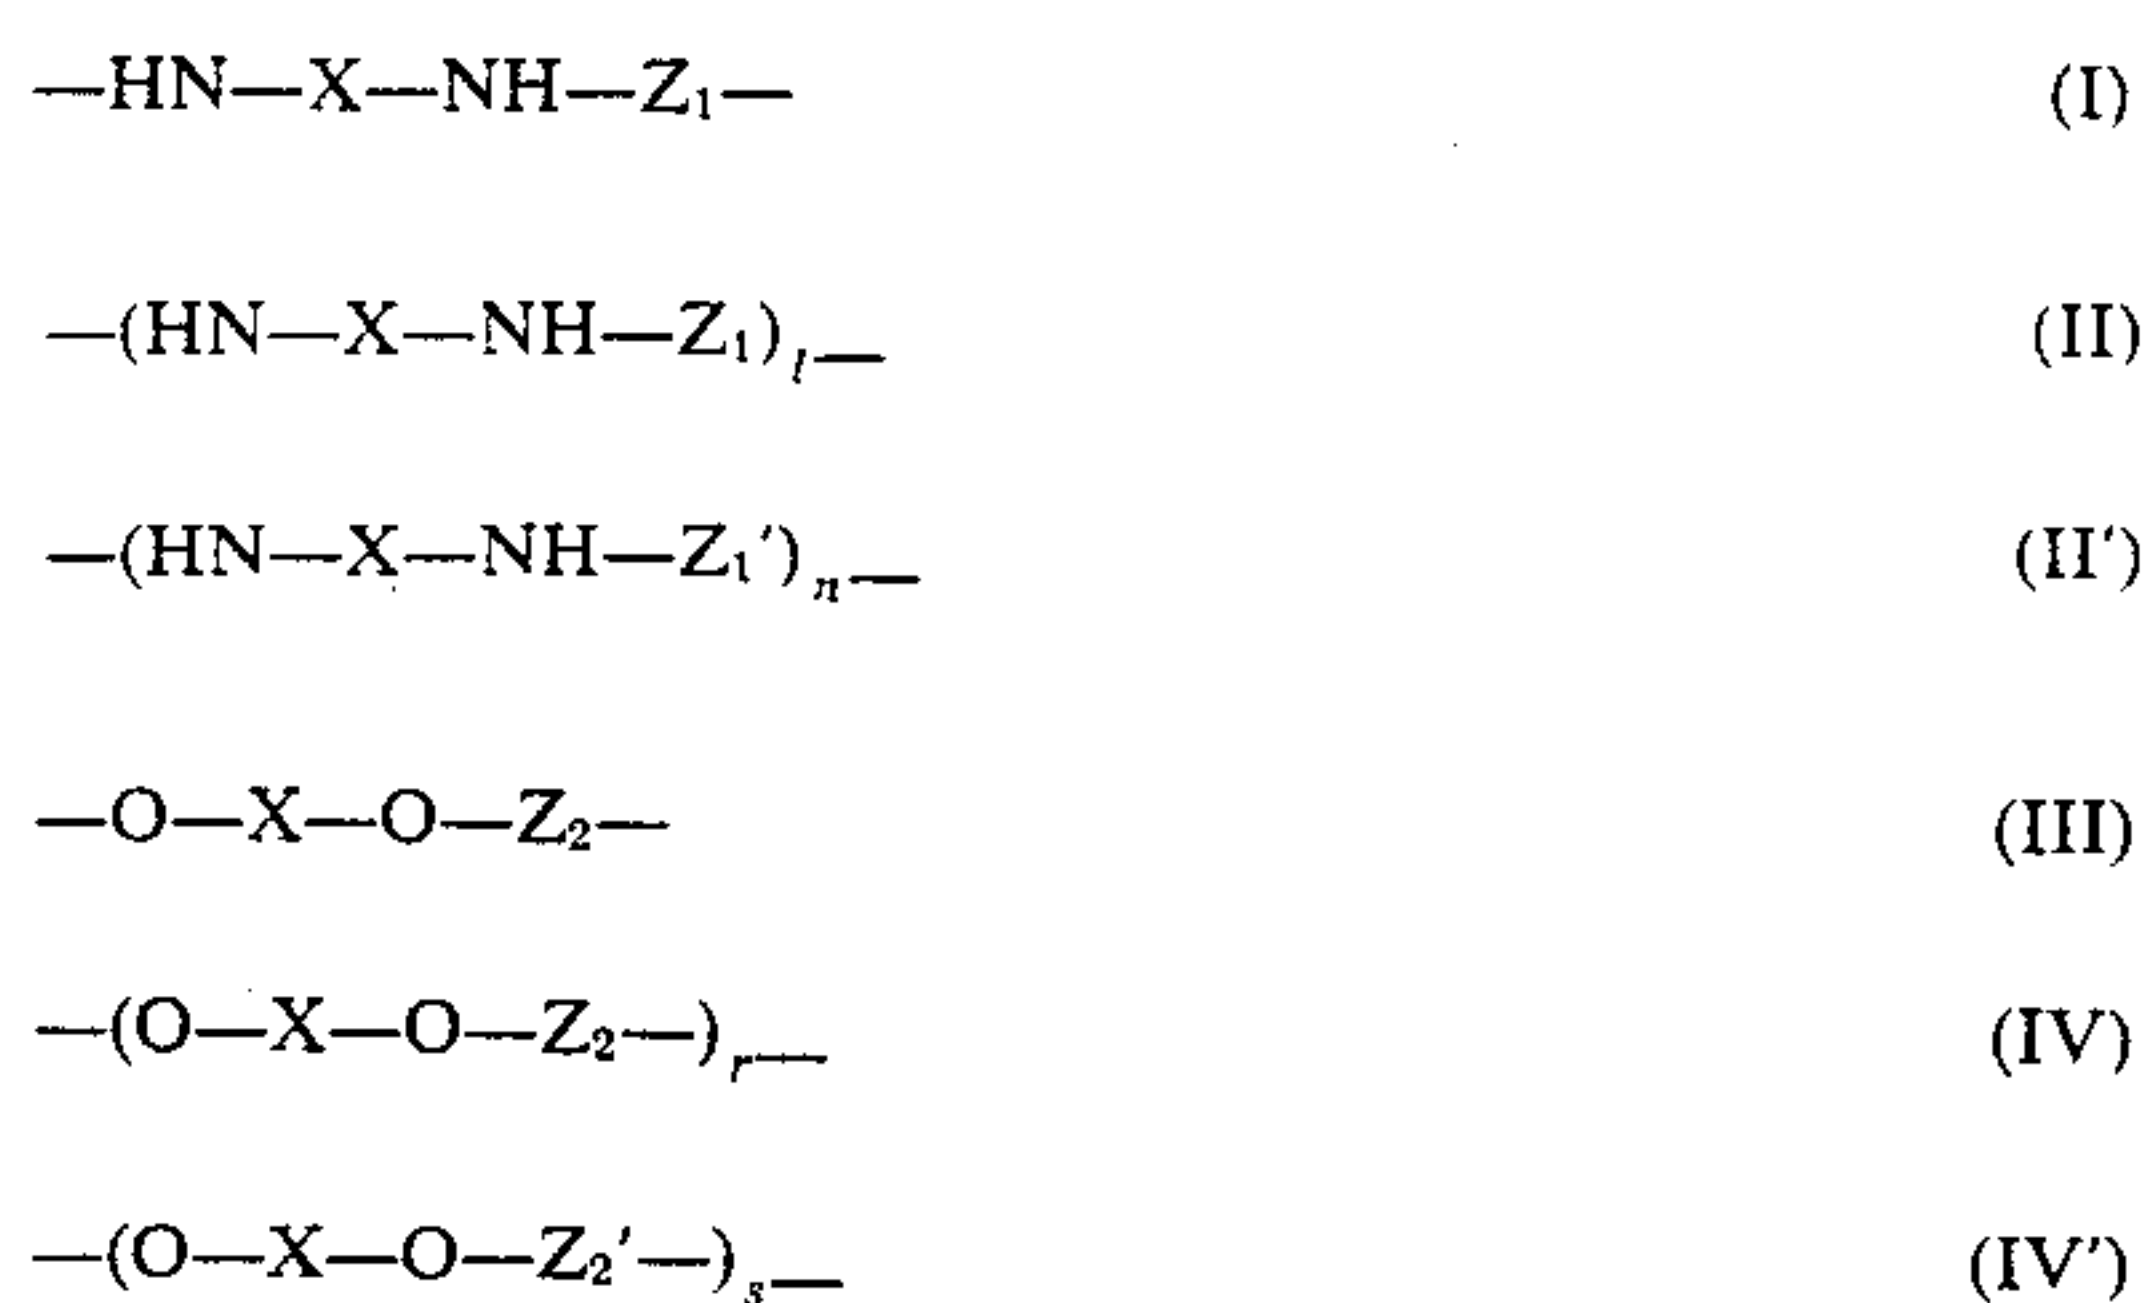 —HN—X—NH—Z₁— (I)
—(HN—X—NH—Z₁)ₗ— (II)
—(HN—X—NH—Z₁')ₙ— (II')
—O—X—O—Z₂— (III)
—(O—X—O—Z₂—)ᵣ— (IV)
—(O—X—O—Z₂'—)ₛ— (IV')